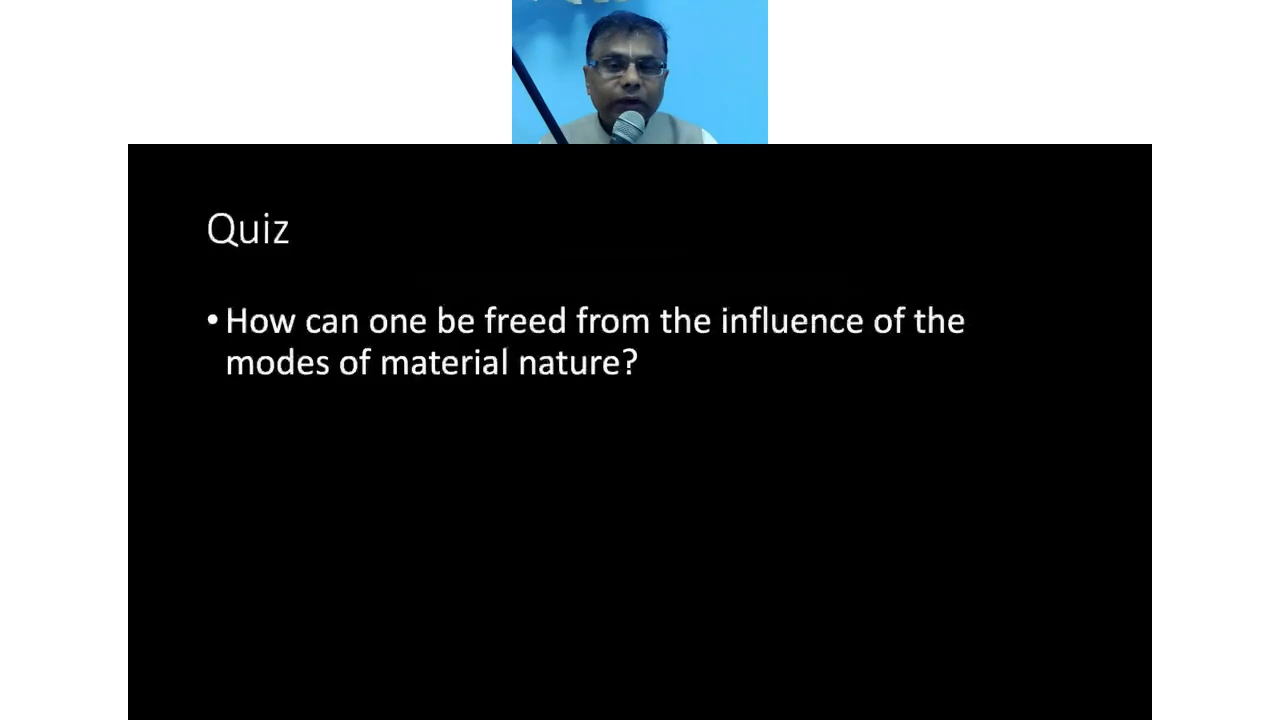 Quiz
• How can one be freed from the influence of the
modes of material nature?